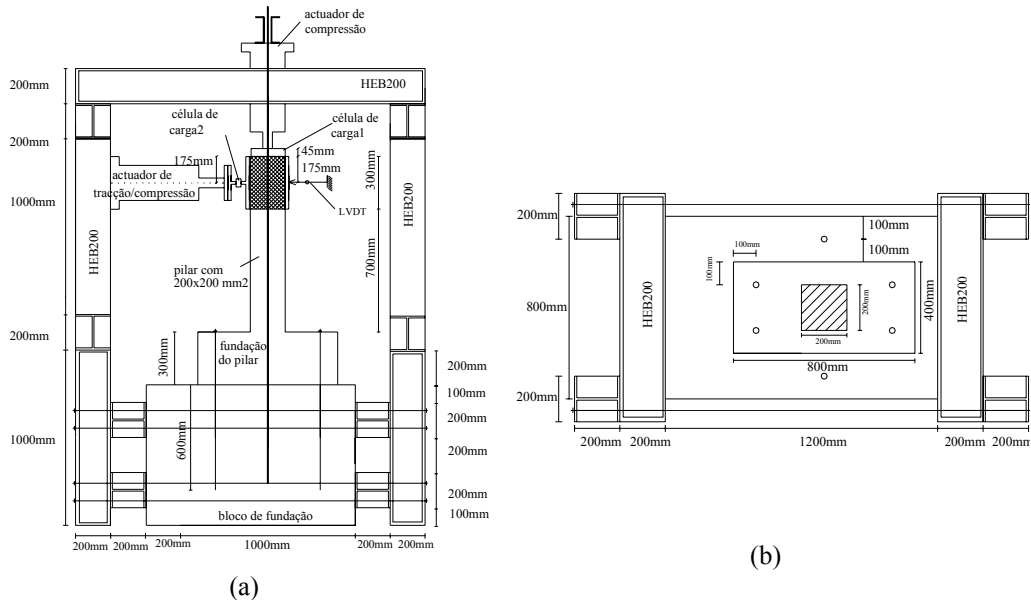 actuador de
compressão
200mm
HEB200
célula de
carga2
célula de
carga1
200mm
45mm
175mm
175mm
300mm
actuador de
tracção/compressão
LVDT
1000mm
HEB200
HEB200
pilar com
200x200 mm2
700mm
200mm
fundação
do pilar
300mm
200mm
100mm
200mm
600mm
1000mm
200mm
200mm
bloco de fundação
100mm
200mm
200mm
200mm
1000mm
200mm
200mm
(a)
200mm
100mm
100mm
100mm
100mm
HEB200
HEB200
800mm
200mm
400mm
200mm
800mm
200mm
200mm
200mm
1200mm
200mm
200mm
(b)